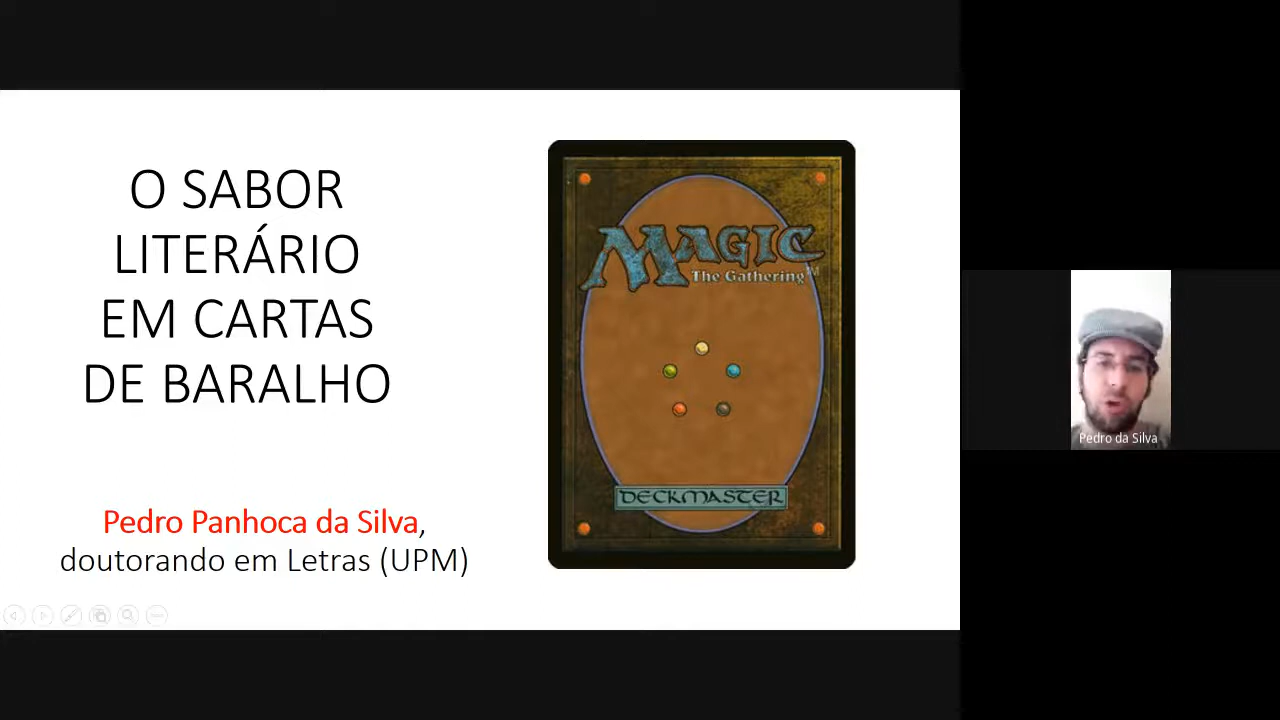 O SABOR
LITERÁRIO
EM CARTAS
DE BARALHO
Pedro Panhoca da Silva,
doutorando em Letras (UPM)
MAGIC
The Gathering™
DECKMASTER
Pedro da Silva